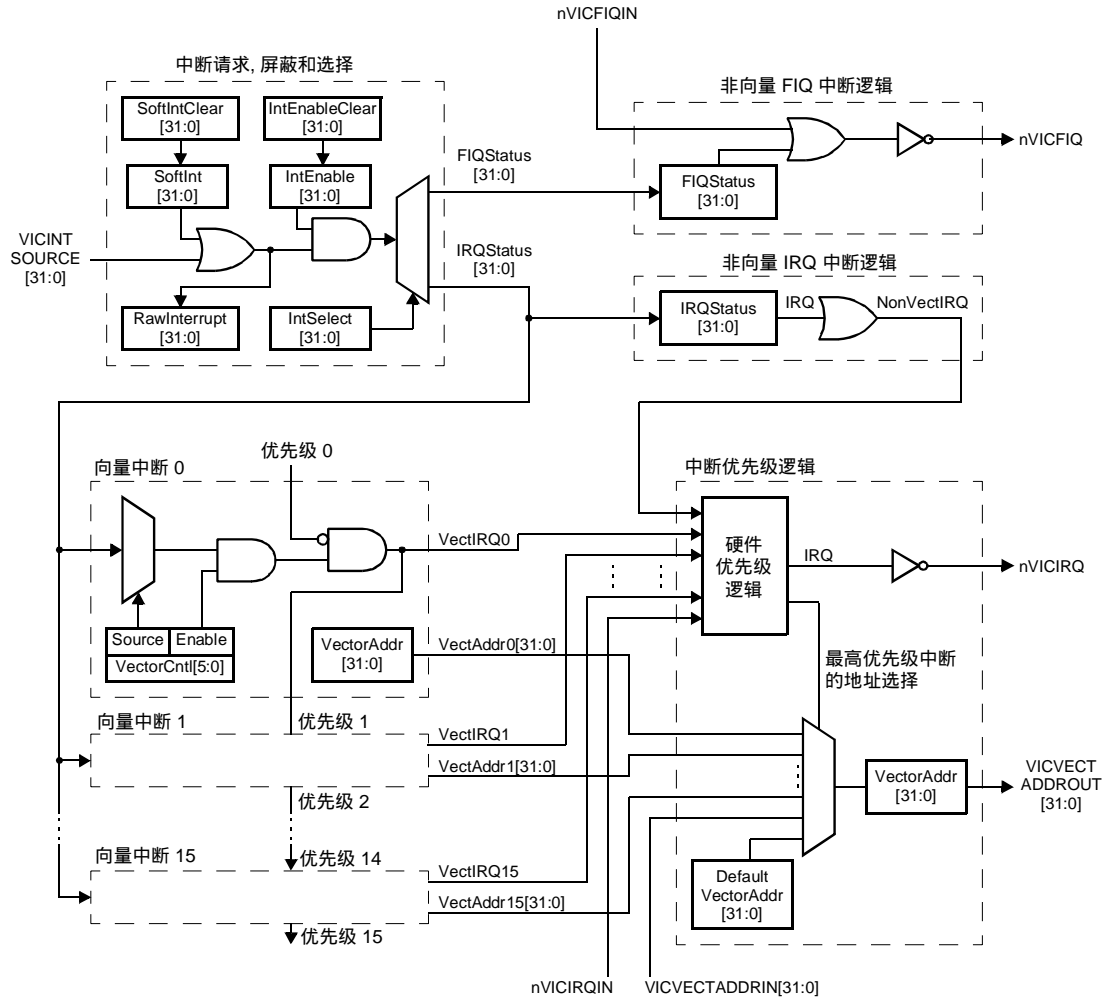 nVICFIQIN
中断请求, 屏蔽和选择
SoftIntClear
[31:0]
IntEnableClear
[31:0]
SoftInt
[31:0]
IntEnable
[31:0]
VICINT
SOURCE
[31:0]
RawInterrupt
[31:0]
IntSelect
[31:0]
FIQStatus
[31:0]
IRQStatus
[31:0]
非向量 FIQ 中断逻辑
FIQStatus
[31:0]
nVICFIQ
非向量 IRQ 中断逻辑
IRQStatus
[31:0]
IRQ
NonVectIRQ
向量中断 0
优先级 0
Source
Enable
VectorCntl[5:0]
VectorAddr
[31:0]
VectIRQ0
VectAddr0[31:0]
中断优先级逻辑
硬件
优先级
逻辑
IRQ
nVICIRQ
最高优先级中断
的地址选择
向量中断 1
优先级 1
VectIRQ1
VectAddr1[31:0]
优先级 2
VectorAddr
[31:0]
VICVECT
ADDROUT
[31:0]
向量中断 15
优先级 14
VectIRQ15
VectAddr15[31:0]
优先级 15
Default
VectorAddr
[31:0]
nVICIRQIN
VICVECTADDRIN[31:0]